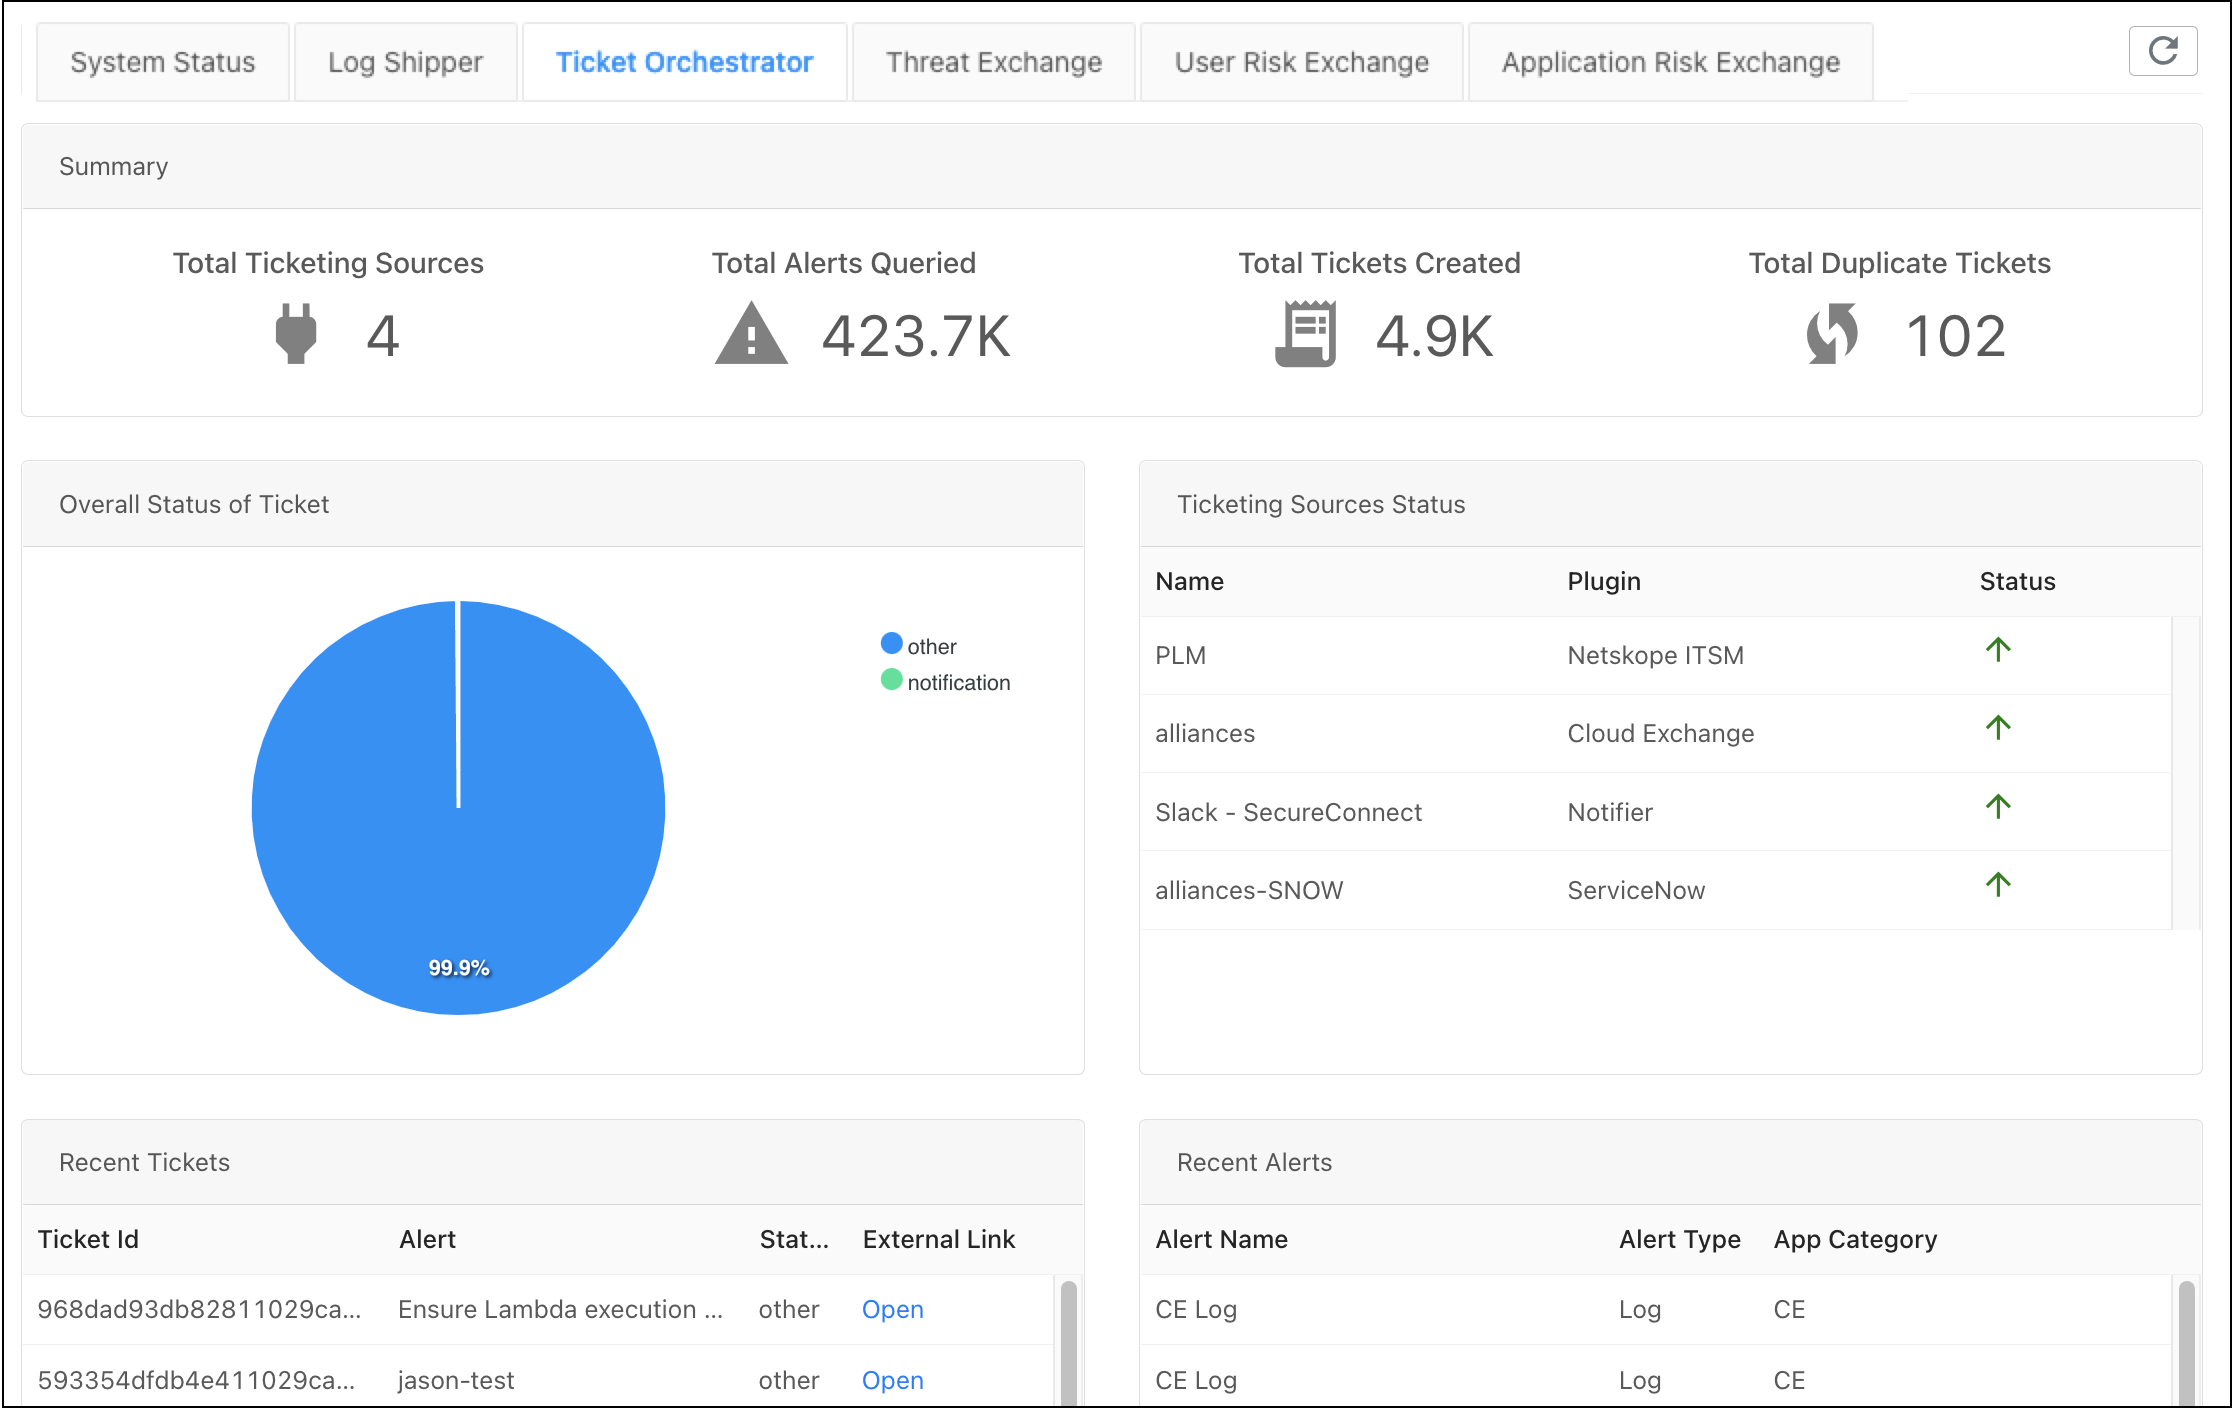 System Status Log Shipper Ticket Orchestrator Threat Exchange User Risk Exchange Application Risk Exchange
Summary
Total Ticketing Sources Total Alerts Queried Total Tickets Created Total Duplicate Tickets
4 423.7K 4.9K 102
Overall Status of Ticket
other
notification
99.9%
Ticketing Sources Status
Name Plugin Status
PLM Netskope ITSM
alliances Cloud Exchange
Slack - SecureConnect Notifier
alliances-SNOW ServiceNow
Recent Tickets
Ticket Id Alert Stat... External Link
968dad93db82811029ca... Ensure Lambda execution ... other Open
593354dfdb4e411029ca... jason-test other Open
Recent Alerts
Alert Name Alert Type App Category
CE Log Log CE
CE Log Log CE